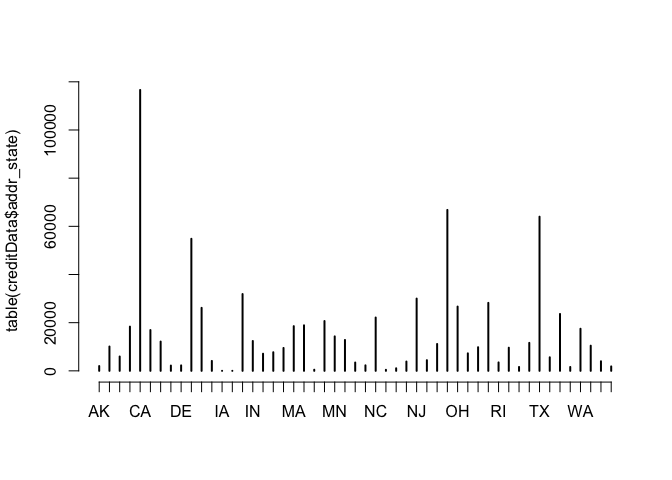 table(creditData$addr_state)
0 20000 60000 100000
AK CA DE IA IN MA MN NC NJ OH RI TX WA